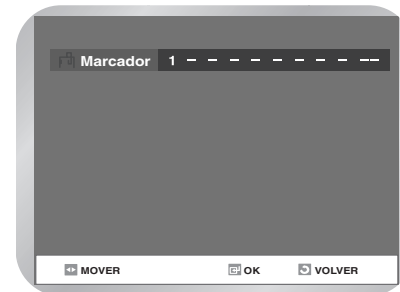 Marcador 1 – – – – – – – – ––
MOVER OK VOLVER